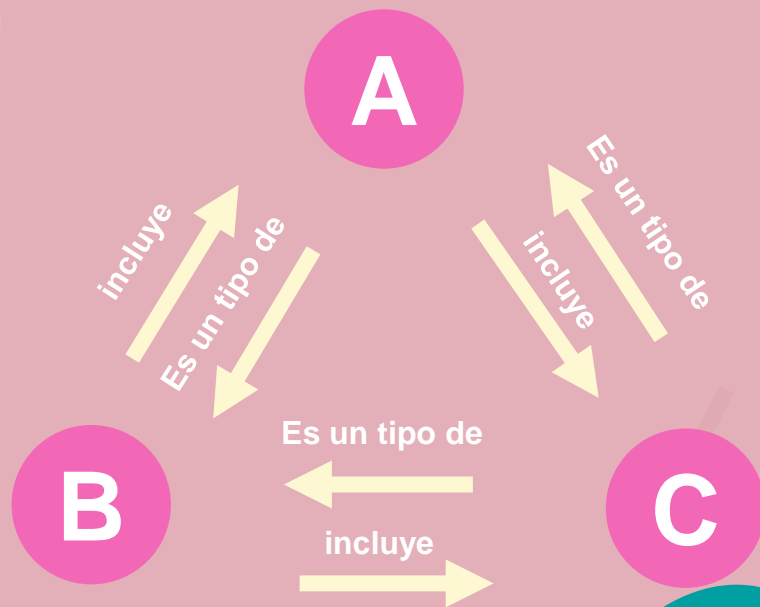 A
incluye
Es un tipo de
incluye
Es un tipo de
B
Es un tipo de
incluye
C